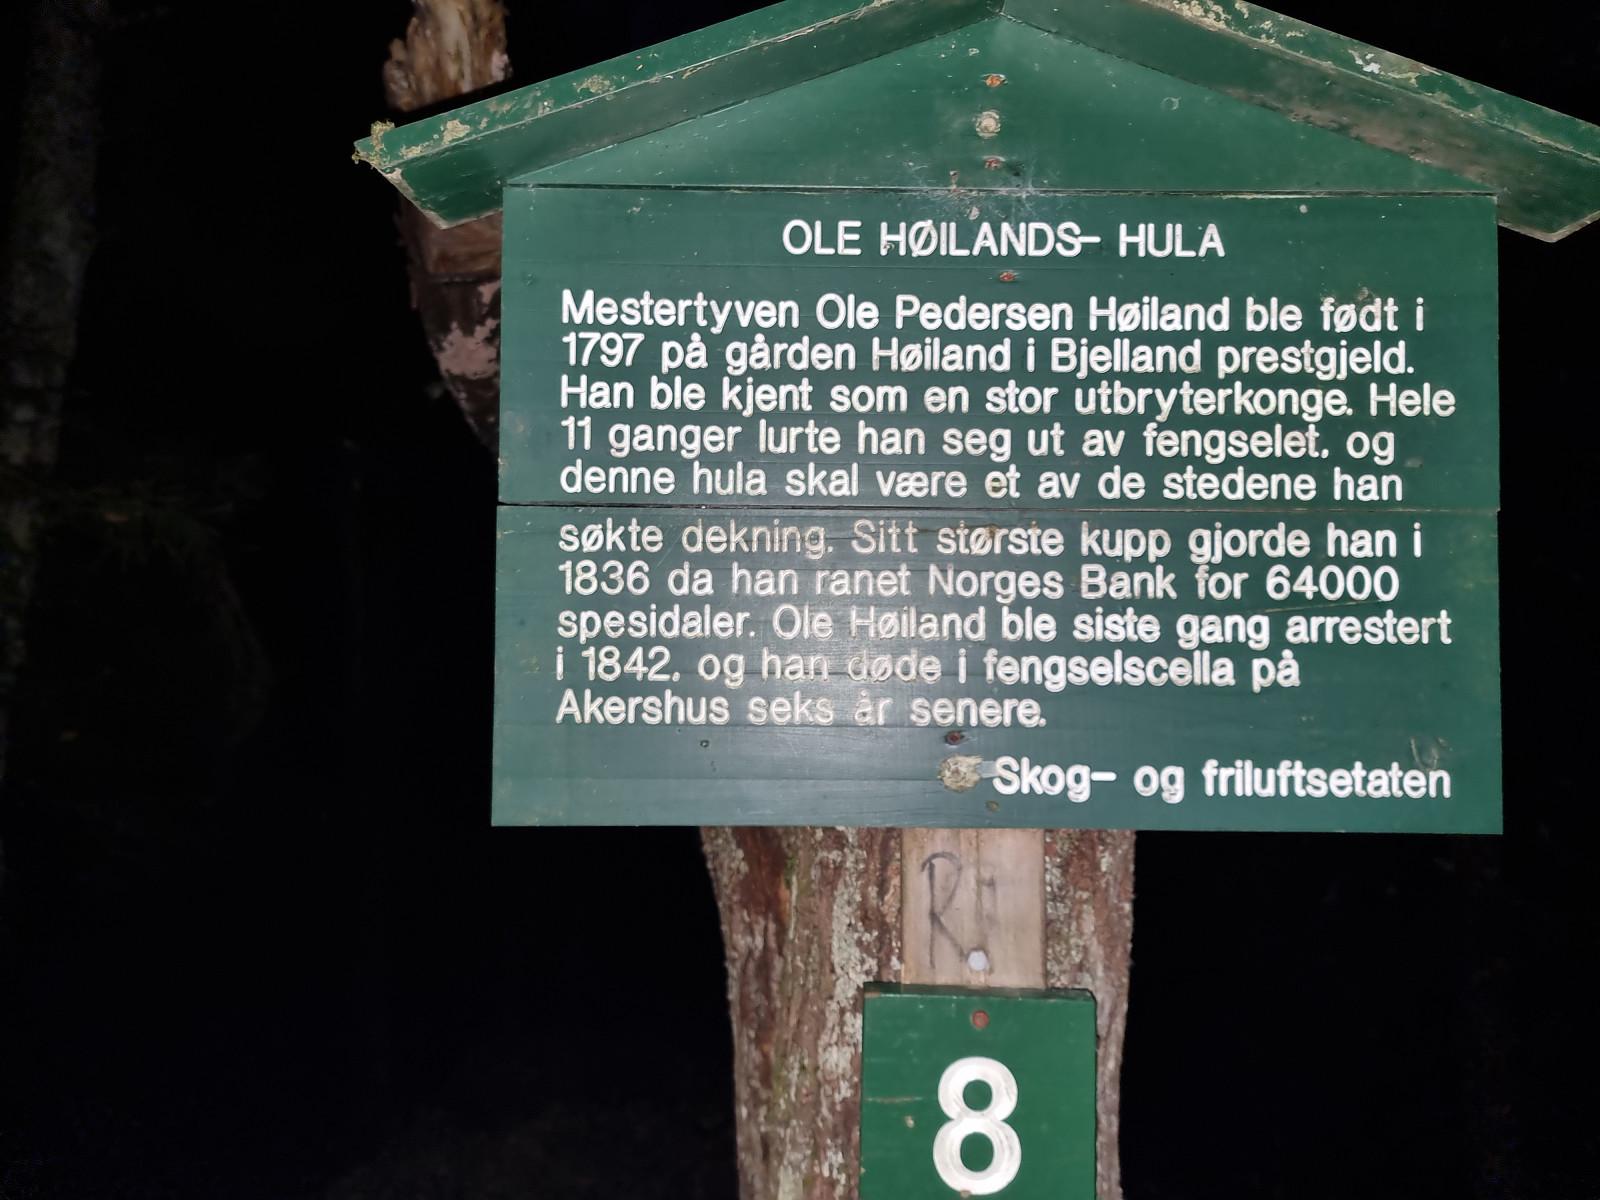 OLE HØILANDS- HULA
Mestertyven Ole Pedersen Høiland ble født i
1797 på gården Høiland i Bjelland prestgjeld.
Han ble kjent som en stor utbryterkonge. Hele
11 ganger lurte han seg ut av fengselet. og
denne hula skal være et av de stedene han
søkte dekning. Sitt største kupp gjorde han i
1836 da han ranet Norges Bank for 64000
spesidaler. Ole Høiland ble siste gang arrestert
i 1842. og han døde i fengselscella på
Akershus seks år senere.
Skog- og friluftsetaten
R
8